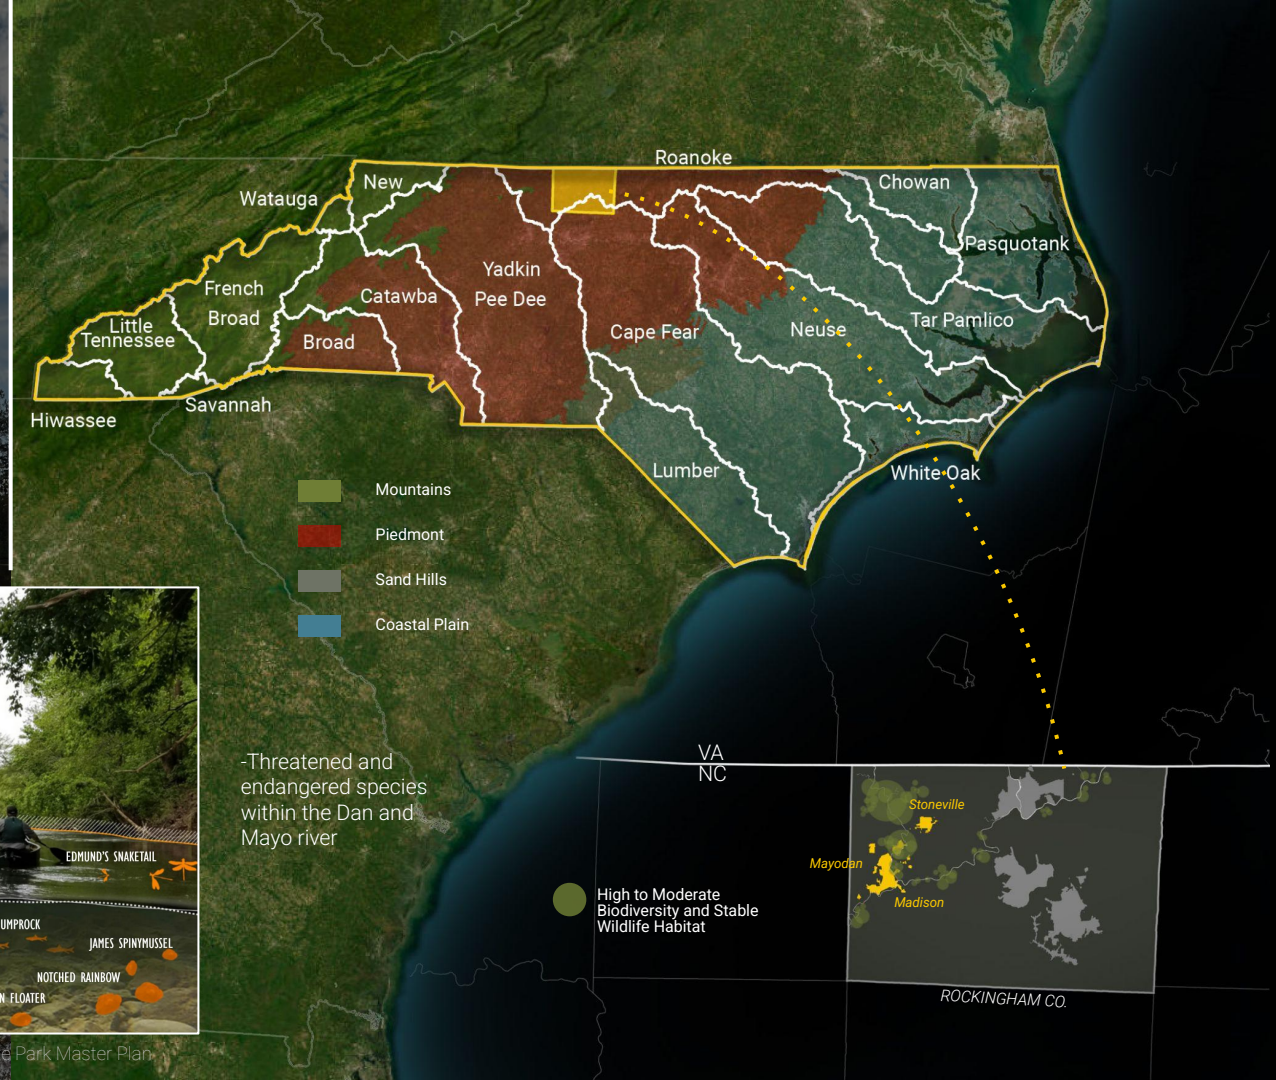 Roanoke
New
Chowan
Watauga
Pasquotank
Yadkin
Pee Dee
French
Broad
Catawba
Little
Tennessee
Broad
Cape Fear
Neuse
Tar Pamlico
Savannah
Hiwassee
Lumber
White Oak
Mountains
Piedmont
Sand Hills
Coastal Plain
-Threatened and
endangered species
within the Dan and
Mayo river
VA
NC
Stoneville
Mayodan
Madison
High to Moderate
Biodiversity and Stable
Wildlife Habitat
ROCKINGHAM CO.
EDMUND'S SNAKETAIL
UMPROCK
JAMES SPINYMUSSEL
NOTCHED RAINBOW
N FLOATER
e Park Master Plan